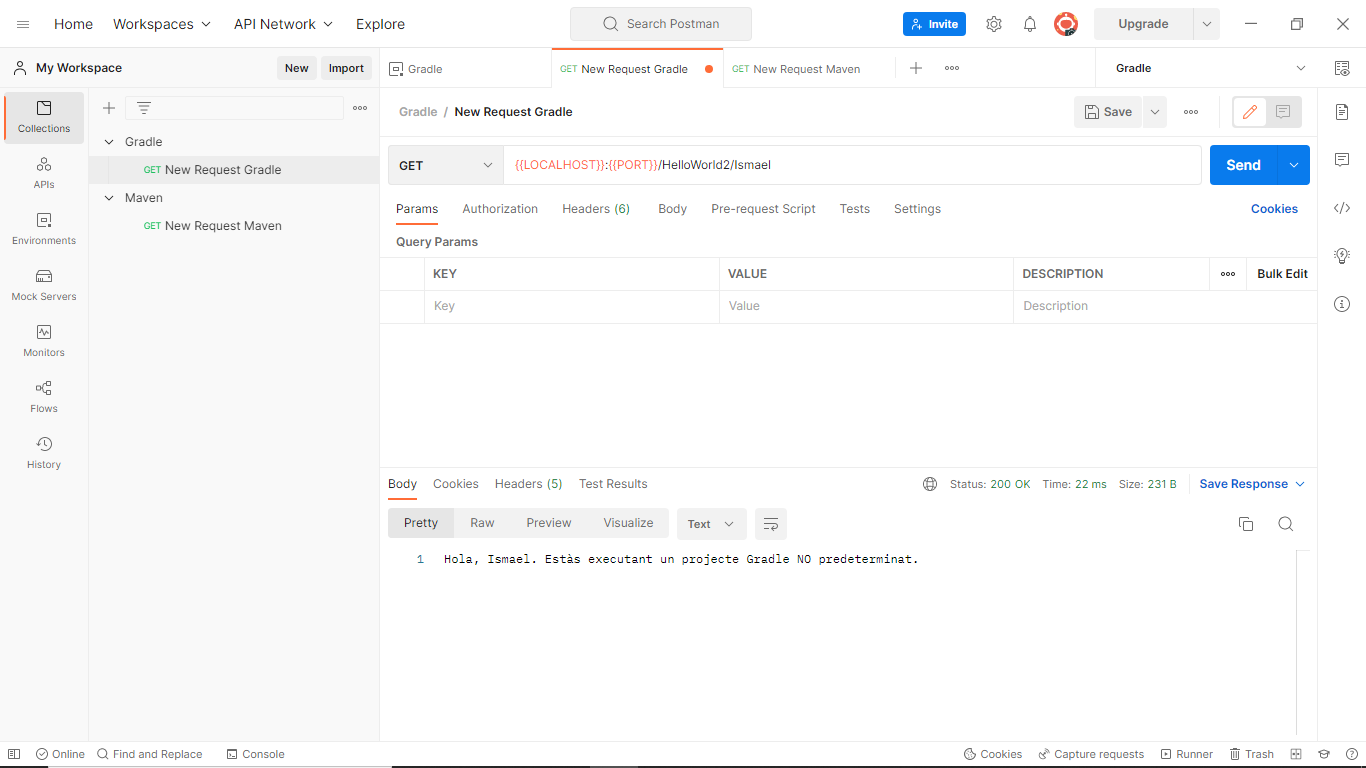 Home Workspaces API Network Explore Search Postman Invite Upgrade
My Workspace New Import Gradle GET New Request Gradle GET New Request Maven Gradle
Collections
APIs
Environments
Mock Servers
Monitors
Flows
History
Gradle
GET New Request Gradle
Maven
GET New Request Maven
Gradle / New Request Gradle Save
GET {{LOCALHOST}}:{{PORT}}/HelloWorld2/Ismael Send
Params Authorization Headers (6) Body Pre-request Script Tests Settings Cookies
Query Params
KEY VALUE DESCRIPTION Bulk Edit
Key Value Description
Body Cookies Headers (5) Test Results Status: 200 OK Time: 22 ms Size: 231 B Save Response
Pretty Raw Preview Visualize Text
1 Hola, Ismael. Estàs executant un projecte Gradle NO predeterminat.
Online Find and Replace Console Cookies Capture requests Runner Trash